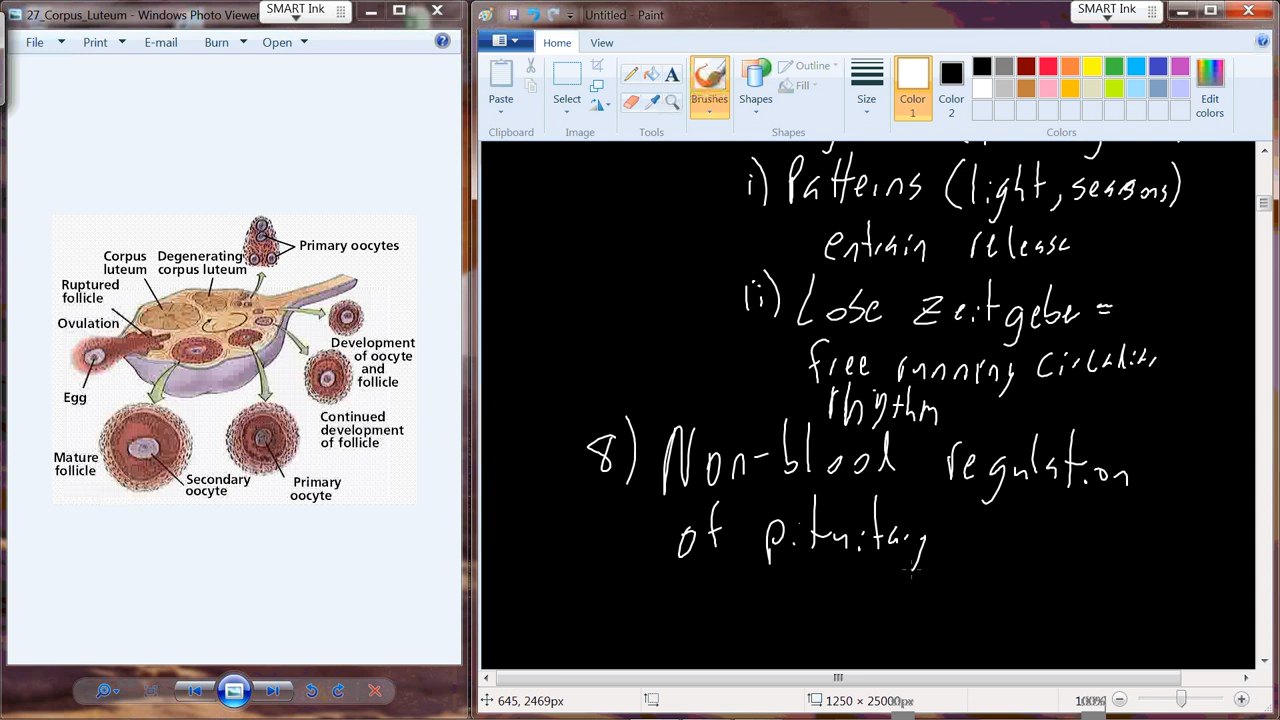 27_Corpus_Luteum - Windows Photo Viewer
SMART Ink
File Print E-mail Burn Open
Primary oocytes
Corpus luteum
Degenerating corpus luteum
Ruptured follicle
Ovulation
Egg
Development of oocyte and follicle
Continued development of follicle
Mature follicle
Secondary oocyte
Primary oocyte
Untitled - Paint
SMART Ink
Home View
Paste
Select
Brushes
Shapes
Outline
Fill
Size
Color 1
Color 2
Edit colors
Clipboard Image Tools Shapes Colors
i) Patterns (light, seasons)
entrain release
ii) Lose zeitgebe =
free running circadian
rhythm
8) Non-blood regulation
of pituitary
645, 2469px
1250 × 25000px
100%